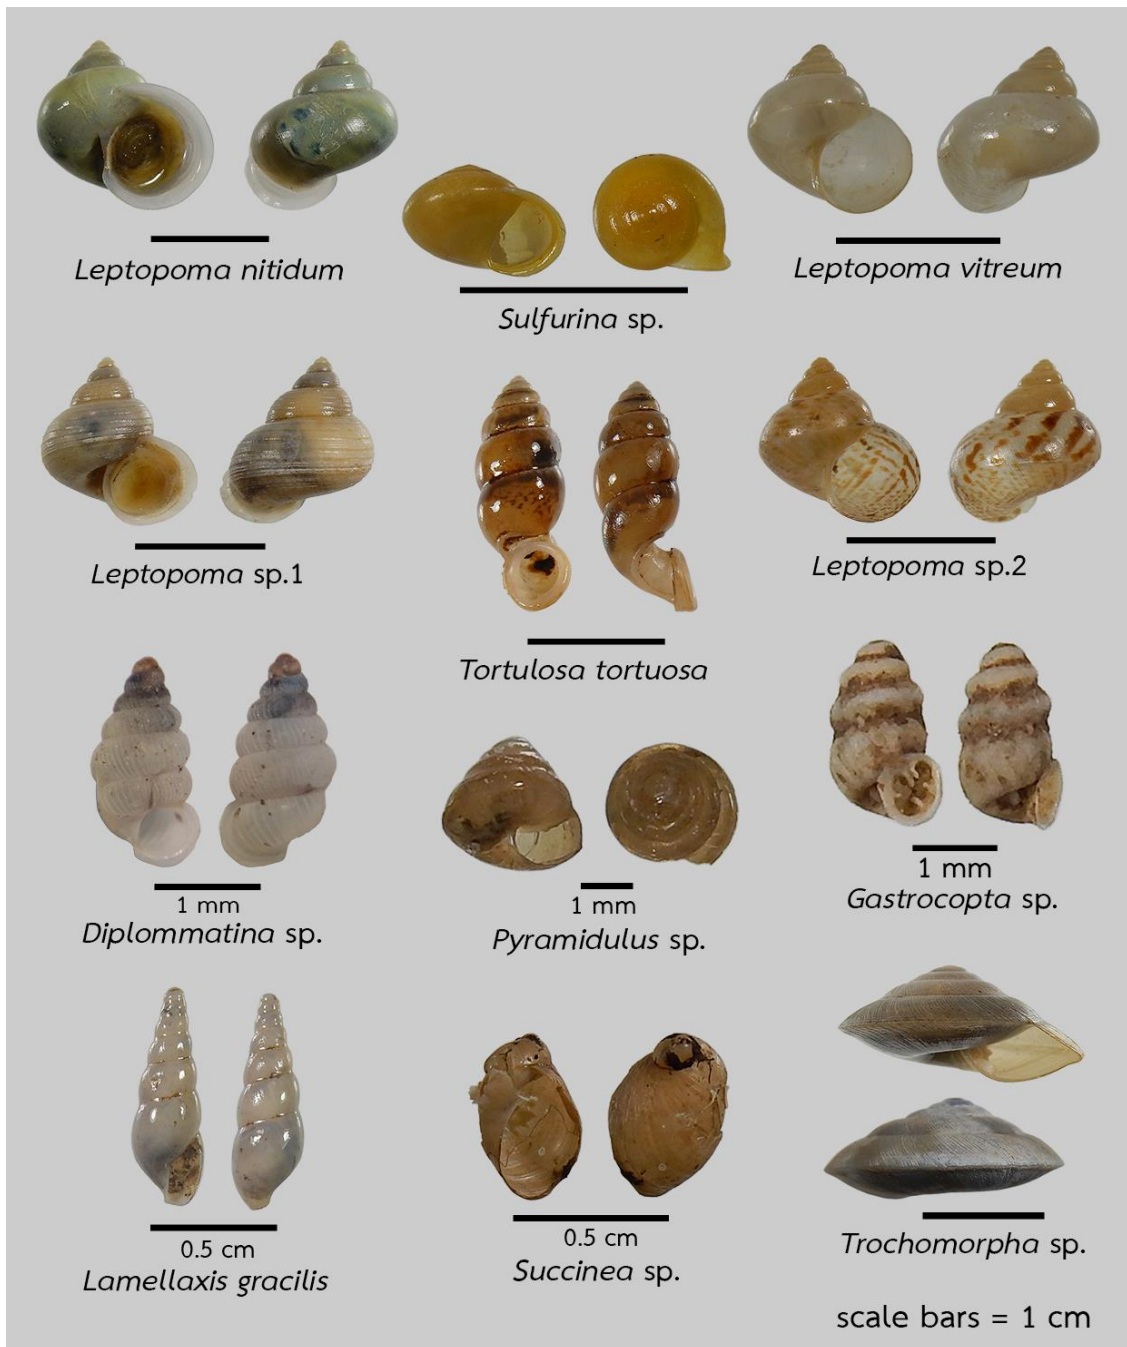 Leptopoma nitidum
Sulfurina sp.
Leptopoma vitreum
Leptopoma sp.1
Tortulosa tortuosa
Leptopoma sp.2
1 mm
Diplommatina sp.
1 mm
Pyramidulus sp.
1 mm
Gastrocopta sp.
0.5 cm
Lamellaxis gracilis
0.5 cm
Succinea sp.
Trochomorpha sp.
scale bars = 1 cm